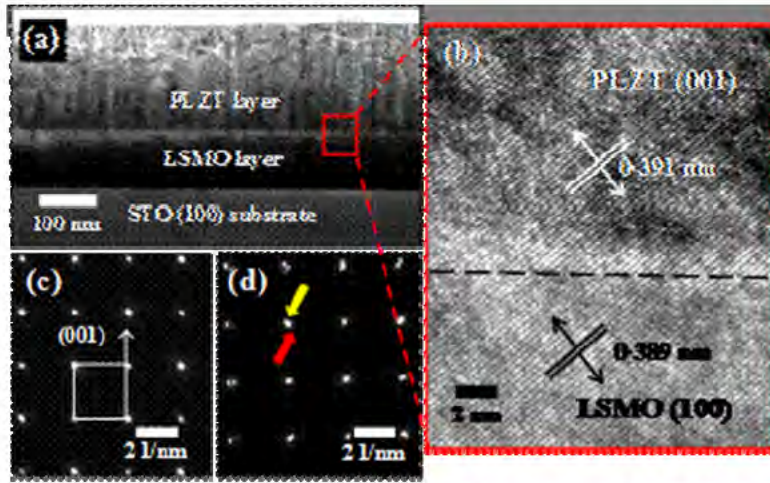 (a)
PLZT layer
LSMO layer
100 nm
STO (100) substrate
(b)
PLZT (001)
0·391 nm
0·389 nm
2 nm
LSMO (100)
(c)
(001)
2 1/nm
(d)
2 1/nm